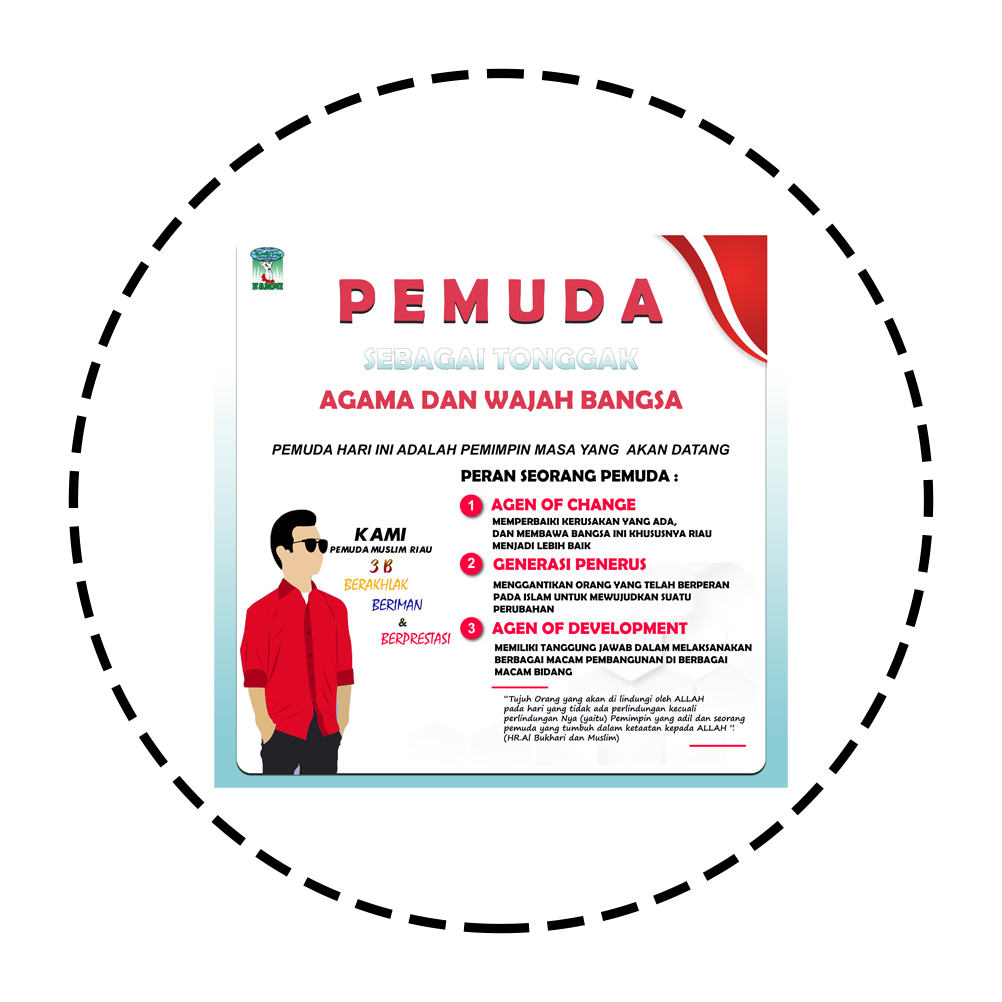 KAMMI
PEMUDA
SEBAGAI TONGGAK
AGAMA DAN WAJAH BANGSA
PEMUDA HARI INI ADALAH PEMIMPIN MASA YANG AKAN DATANG
PERAN SEORANG PEMUDA :
1 AGEN OF CHANGE
MEMPERBAIKI KERUSAKAN YANG ADA,
DAN MEMBAWA BANGSA INI KHUSUSNYA RIAU
MENJADI LEBIH BAIK
2 GENERASI PENERUS
MENGGANTIKAN ORANG YANG TELAH BERPERAN
PADA ISLAM UNTUK MEWUJUDKAN SUATU
PERUBAHAN
3 AGEN OF DEVELOPMENT
MEMILIKI TANGGUNG JAWAB DALAM MELAKSANAKAN
BERBAGAI MACAM PEMBANGUNAN DI BERBAGAI
MACAM BIDANG
KAMI
PEMUDA MUSLIM RIAU
3 B
BERAKHLAK
BERIMAN
&
BERPRESTASI
“Tujuh Orang yang akan di lindungi oleh ALLAH
pada hari yang tidak ada perlindungan kecuali
perlindungan Nya (yaitu) Pemimpin yang adil dan seorang
pemuda yang tumbuh dalam ketaatan kepada ALLAH ”.
(HR.Al Bukhari dan Muslim)